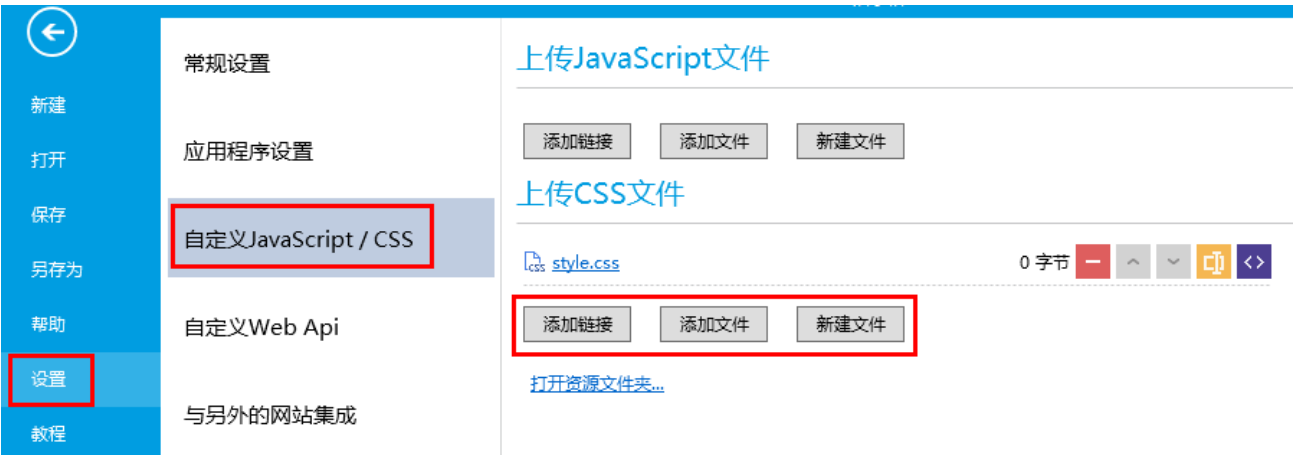 新建
打开
保存
另存为
帮助
设置
教程
常规设置
应用程序设置
自定义JavaScript / CSS
自定义Web Api
与另外的网站集成
上传JavaScript文件
添加链接 添加文件 新建文件
上传CSS文件
css style.css 0 字节
添加链接 添加文件 新建文件
打开资源文件夹...